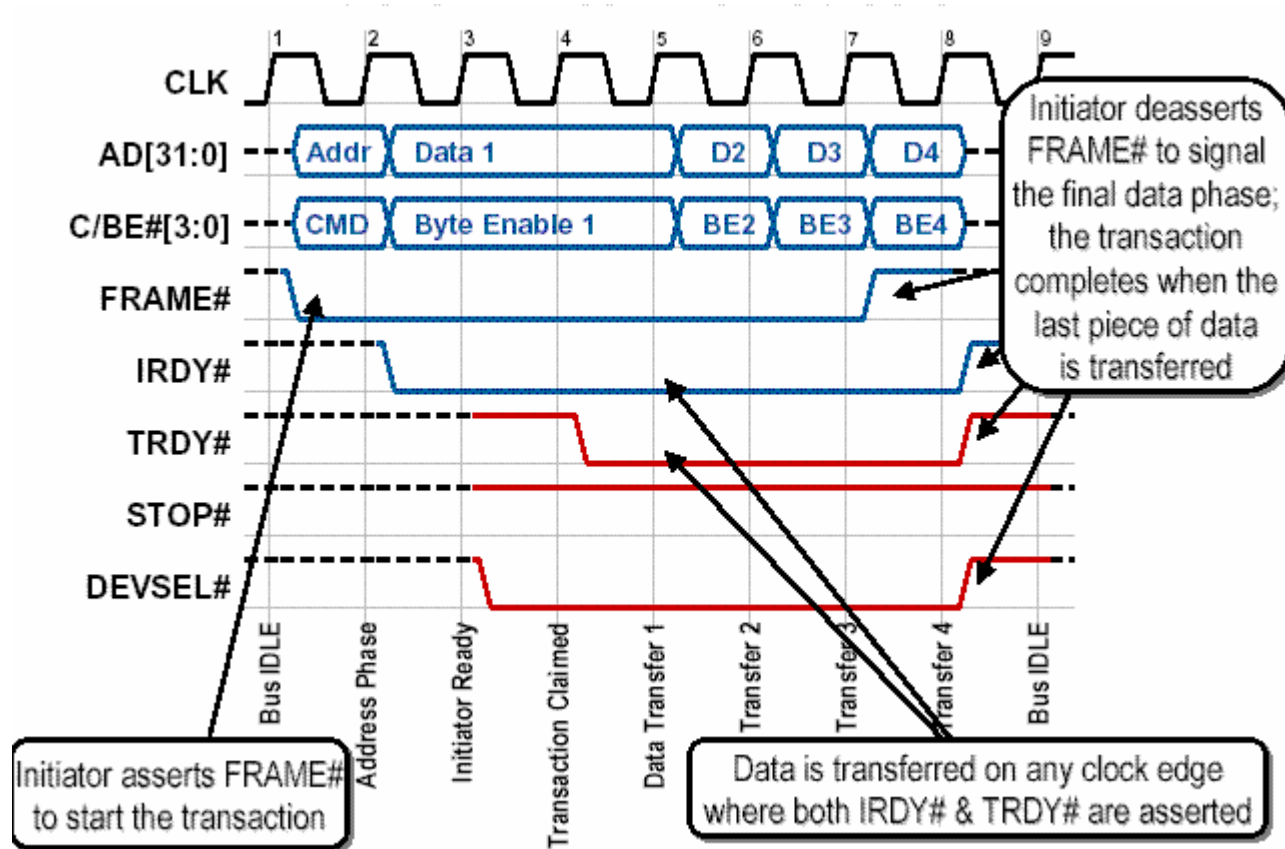 1 2 3 4 5 6 7 8 9
CLK
AD[31:0]
Addr Data 1 D2 D3 D4
C/BE#[3:0]
CMD Byte Enable 1 BE2 BE3 BE4
FRAME#
IRDY#
TRDY#
STOP#
DEVSEL#
Initiator deasserts
FRAME# to signal
the final data phase;
the transaction
completes when the
last piece of data
is transferred
Bus IDLE
Address Phase
Initiator Ready
Transaction Claimed
Data Transfer 1
Transfer 2
Transfer 3
Transfer 4
Bus IDLE
Initiator asserts FRAME#
to start the transaction
Data is transferred on any clock edge
where both IRDY# & TRDY# are asserted